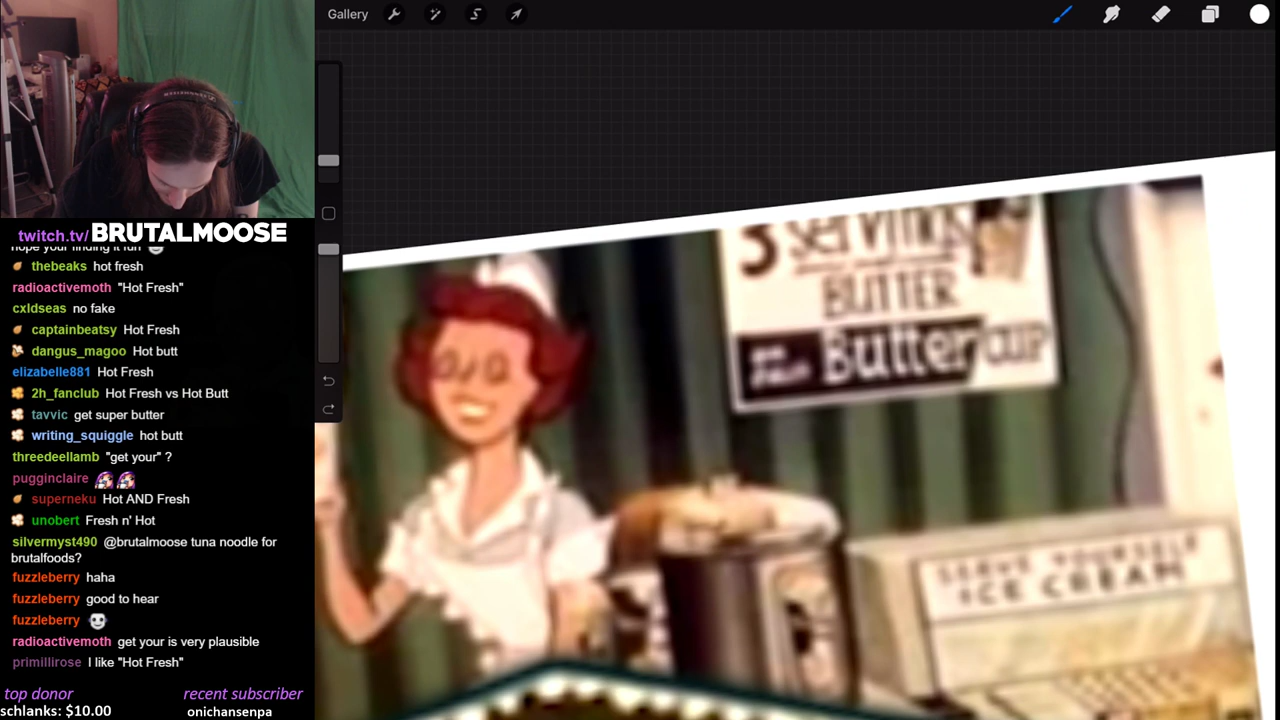 Gallery
twitch.tv/BRUTALMOOSE
thebeaks hot fresh
radioactivemoth "Hot Fresh"
cxldseas no fake
captainbeatsy Hot Fresh
dangus_magoo Hot butt
elizabelle881 Hot Fresh
2h_fanclub Hot Fresh vs Hot Butt
tavvic get super butter
writing_squiggle hot butt
threedeellamb "get your" ?
pugginclaire
superneku Hot AND Fresh
unobert Fresh n' Hot
silvermyst490 @brutalmoose tuna noodle for
brutalfoods?
fuzzleberry haha
fuzzleberry good to hear
fuzzleberry
radioactivemoth get your is very plausible
primillirose I like "Hot Fresh"
top donor
schlanks: $10.00
recent subscriber
onichansenpa
3 Servings
BUTTER
Buttercup
SERVE YOURSELF
ICE CREAM